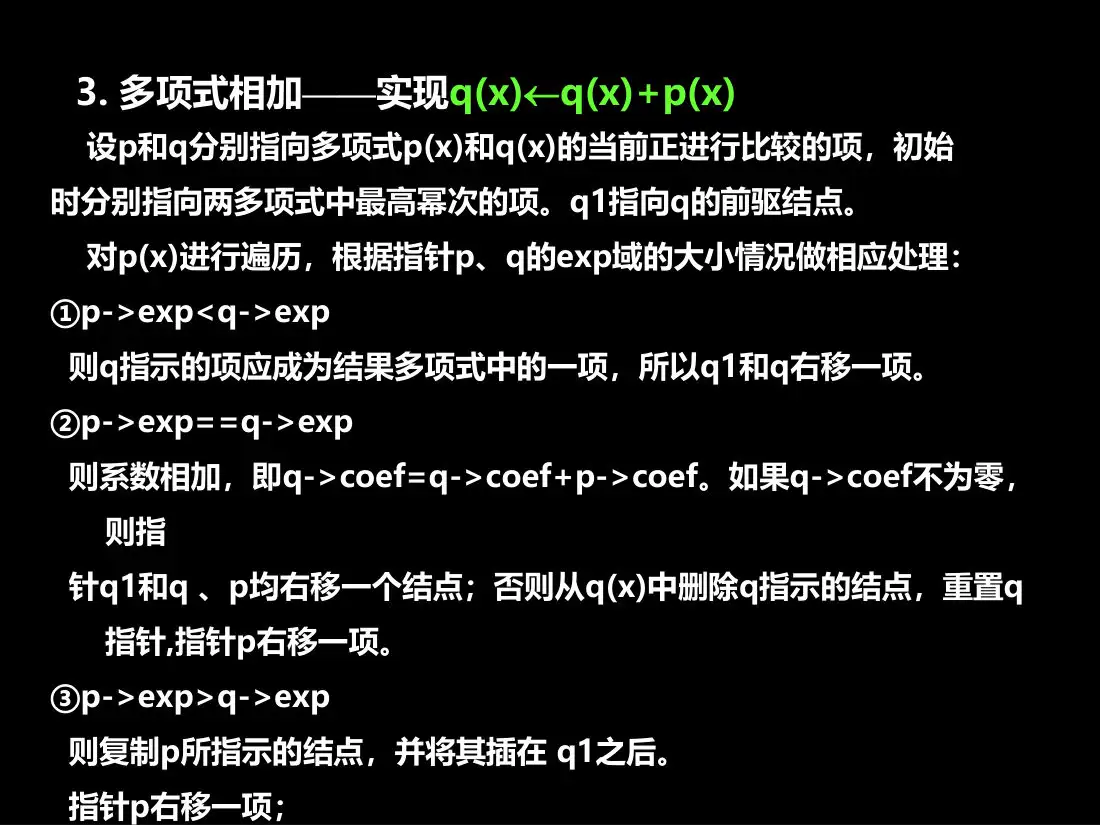 3. 多项式相加——实现q(x)←q(x)+p(x)
设p和q分别指向多项式p(x)和q(x)的当前正进行比较的项，初始
时分别指向两多项式中最高幂次的项。q1指向q的前驱结点。
对p(x)进行遍历，根据指针p、q的exp域的大小情况做相应处理：
①p->exp<q->exp
则q指示的项应成为结果多项式中的一项，所以q1和q右移一项。
②p->exp==q->exp
则系数相加，即q->coef=q->coef+p->coef。如果q->coef不为零，
则指
针q1和q 、p均右移一个结点；否则从q(x)中删除q指示的结点，重置q
指针,指针p右移一项。
③p->exp>q->exp
则复制p所指示的结点，并将其插在 q1之后。
指针p右移一项；